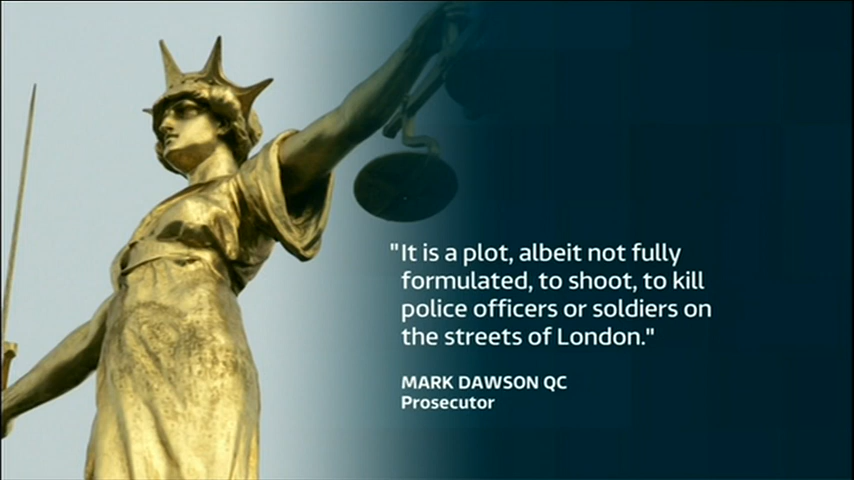 "It is a plot, albeit not fully
formulated, to shoot, to kill
police officers or soldiers on
the streets of London."
MARK DAWSON QC
Prosecutor